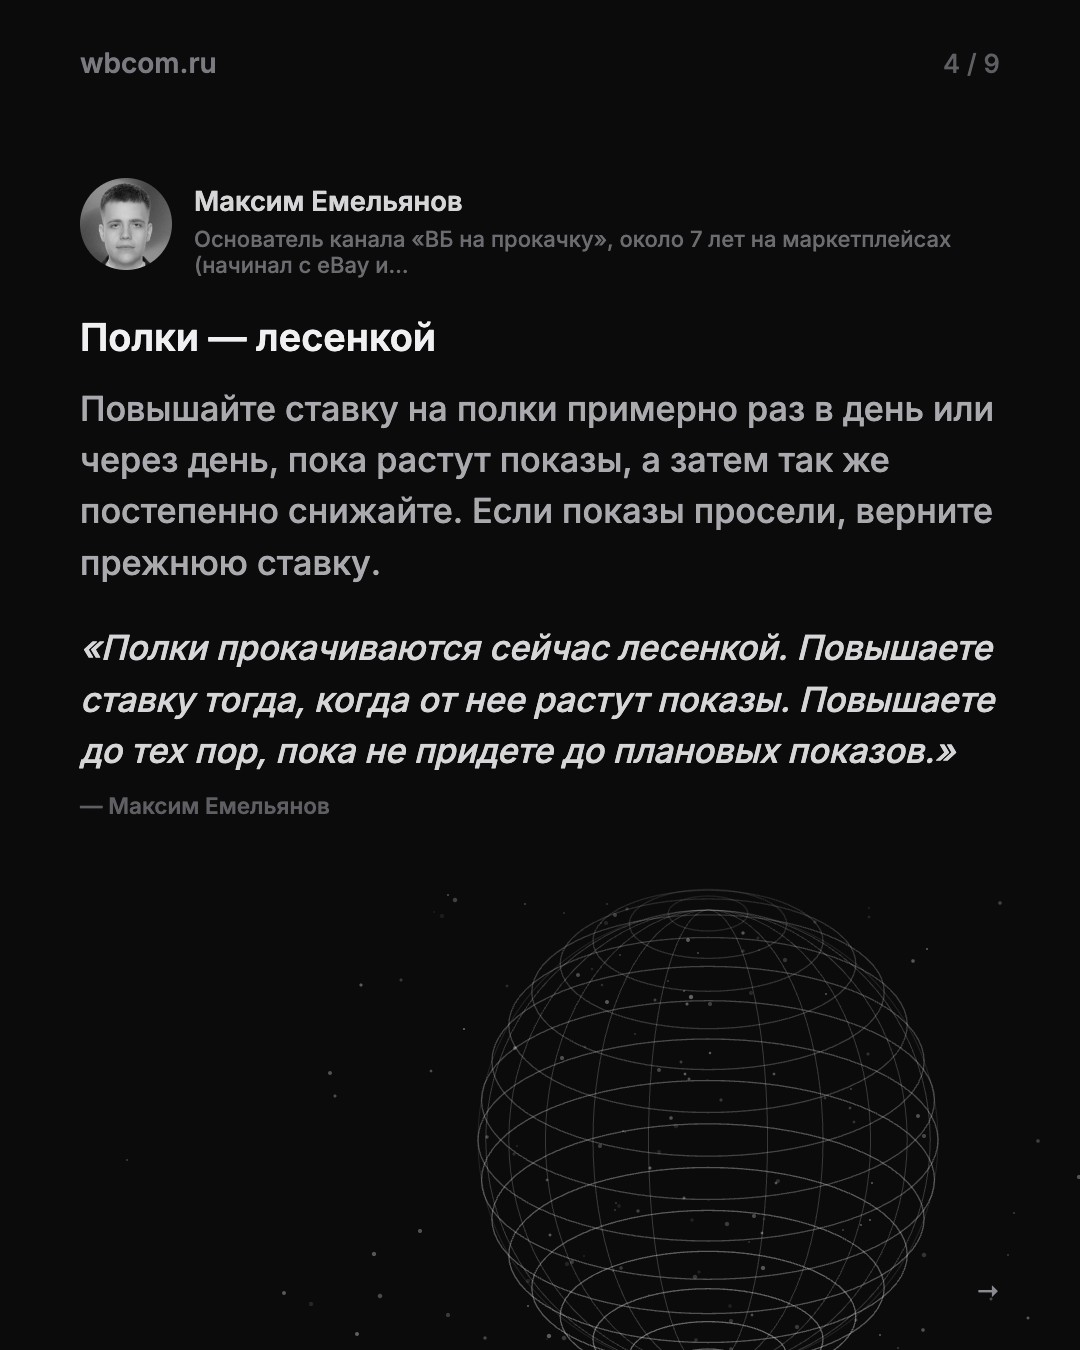 wbcom.ru
4 / 9
Максим Емельянов
Основатель канала «ВБ на прокачку», около 7 лет на маркетплейсах
(начинал с eBay и...
Полки — лесенкой
Повышайте ставку на полки примерно раз в день или
через день, пока растут показы, а затем так же
постепенно снижайте. Если показы просели, верните
прежнюю ставку.
«Полки прокачиваются сейчас лесенкой. Повышаете
ставку тогда, когда от нее растут показы. Повышаете
до тех пор, пока не придете до плановых показов.»
— Максим Емельянов
→